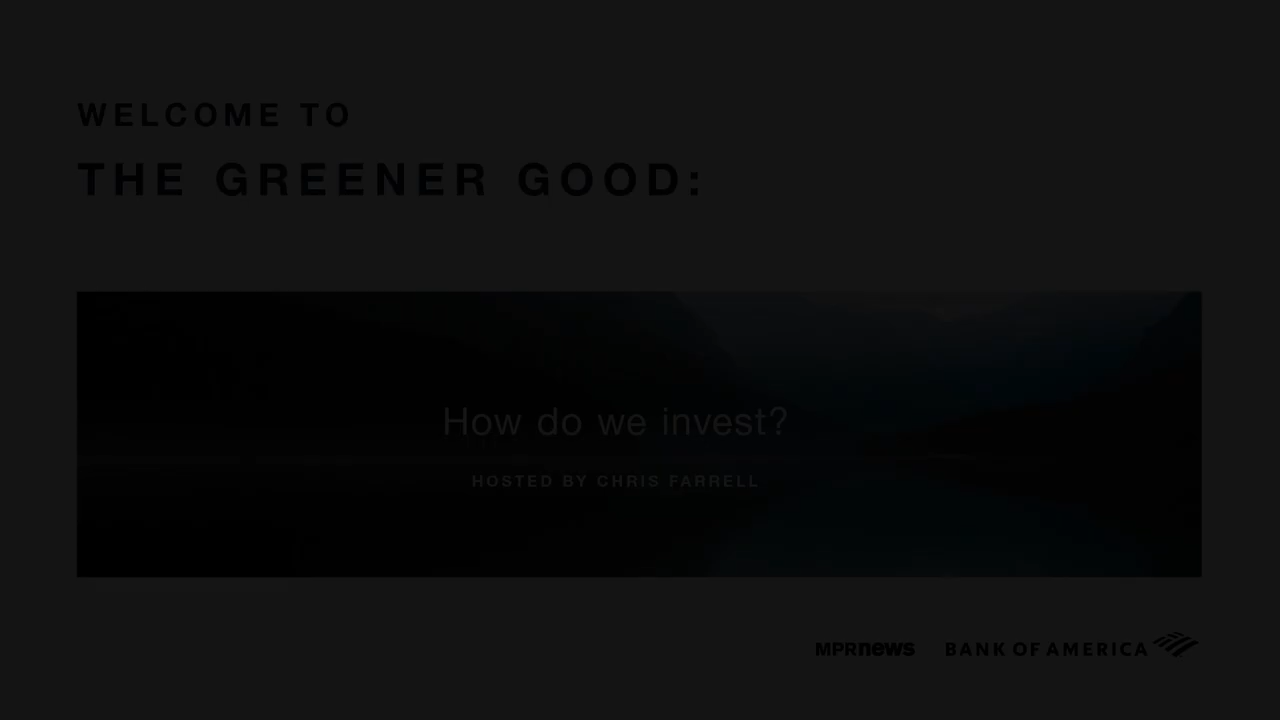 WELCOME TO
THE GREENER GOOD:
How do we invest?
HOSTED BY CHRIS FARRELL
MPRnews BANK OF AMERICA